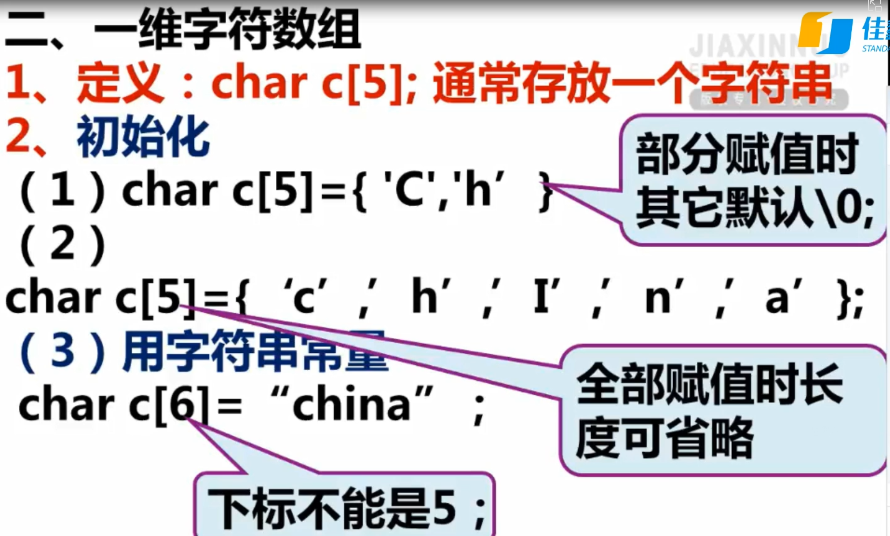 二、一维字符数组
1、定义：char c[5]; 通常存放一个字符串
2、初始化
（1）char c[5]={ 'C','h′ }
部分赋值时
其它默认\0;
（2）
char c[5]={ ‘c′ ,′ h′ ,′ I′ ,′ n′ ,′ a′ };
（3）用字符串常量
char c[6]= “china” ;
全部赋值时长
度可省略
下标不能是5；
JIAXINNUO
佳
STAND